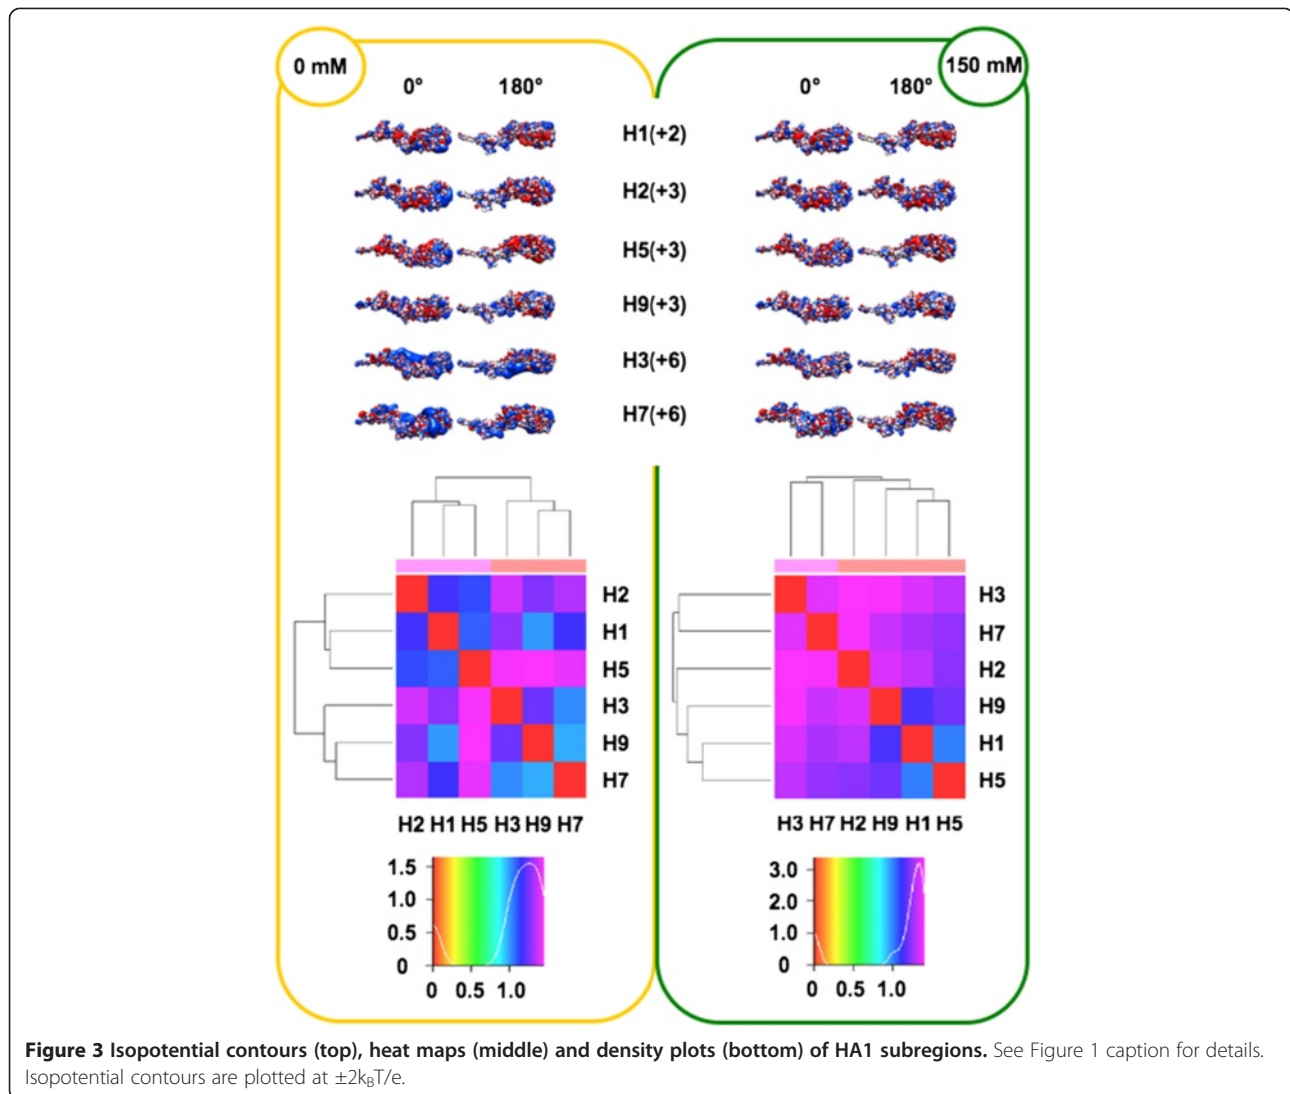 0 mM
150 mM
0° 180° 0° 180°
H1(+2)
H2(+3)
H5(+3)
H9(+3)
H3(+6)
H7(+6)
H2
H1
H5
H3
H9
H7
H2 H1 H5 H3 H9 H7
1.5
1.0
0.5
0
0 0.5 1.0
H3
H7
H2
H9
H1
H5
H3 H7 H2 H9 H1 H5
3.0
2.0
1.0
0
0 0.5 1.0
Figure 3 Isopotential contours (top), heat maps (middle) and density plots (bottom) of HA1 subregions. See Figure 1 caption for details.
Isopotential contours are plotted at ±2kBT/e.